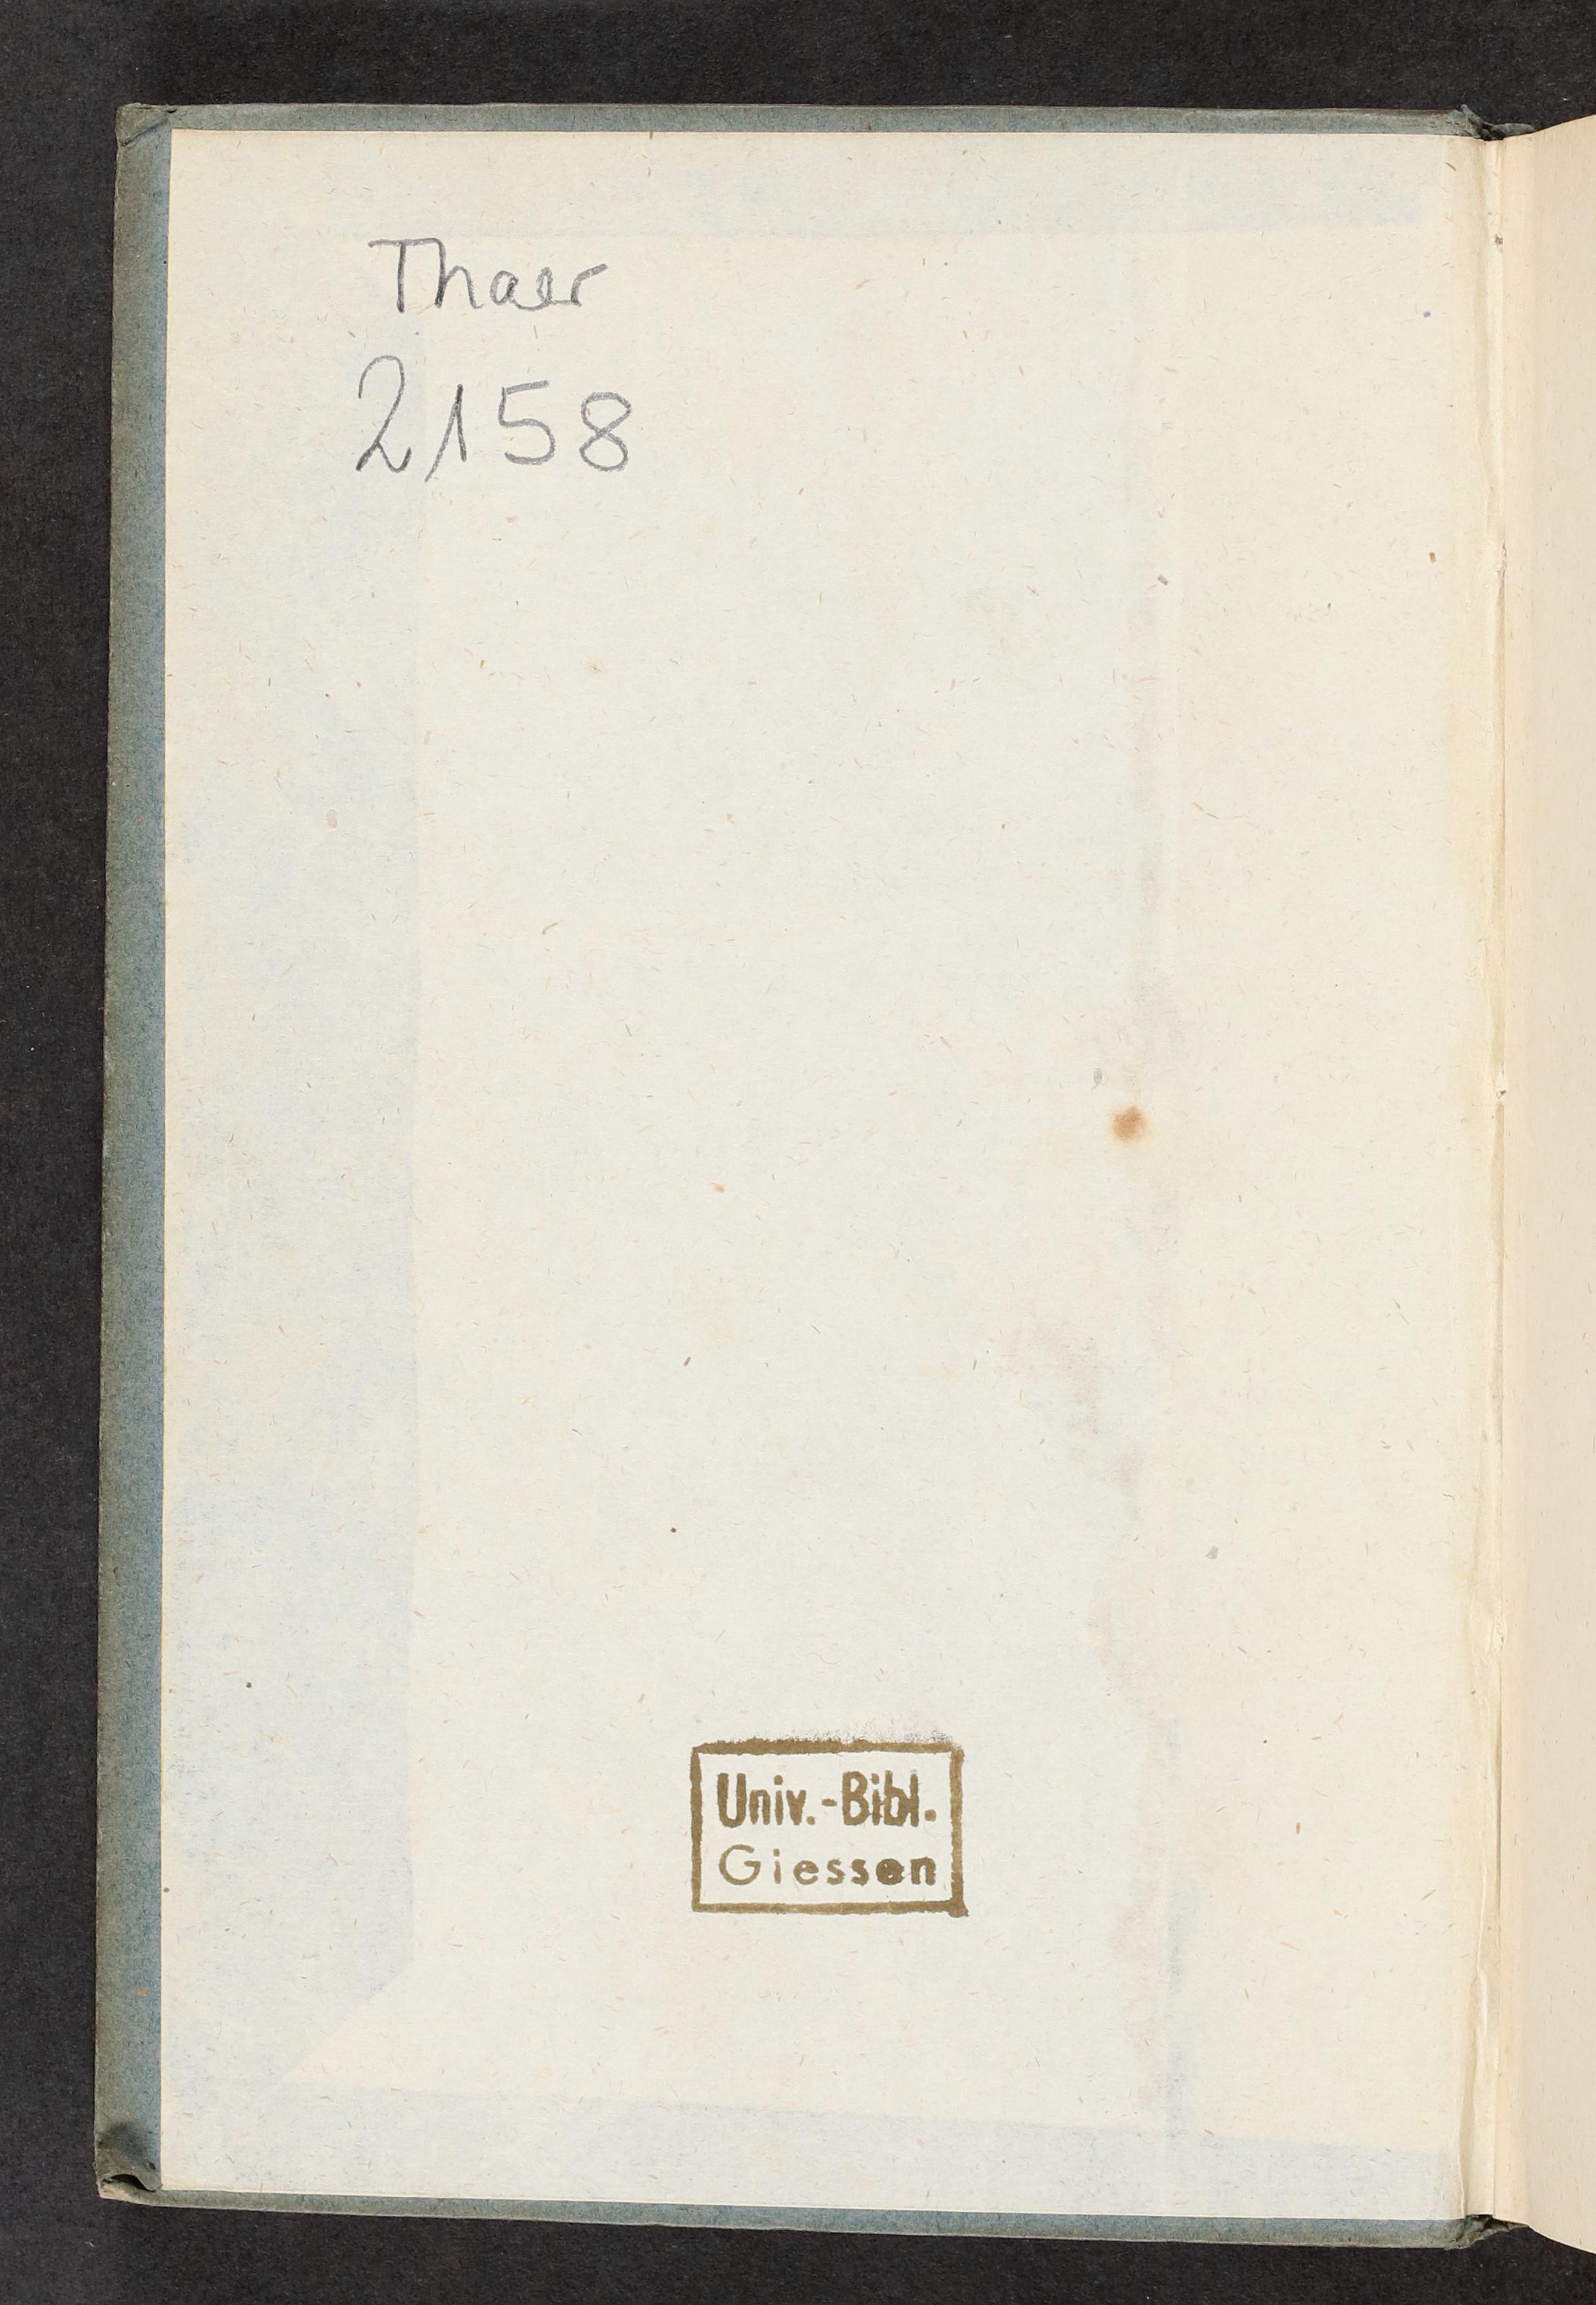 Thaer
2158
Univ.-Bibl.
Giessen